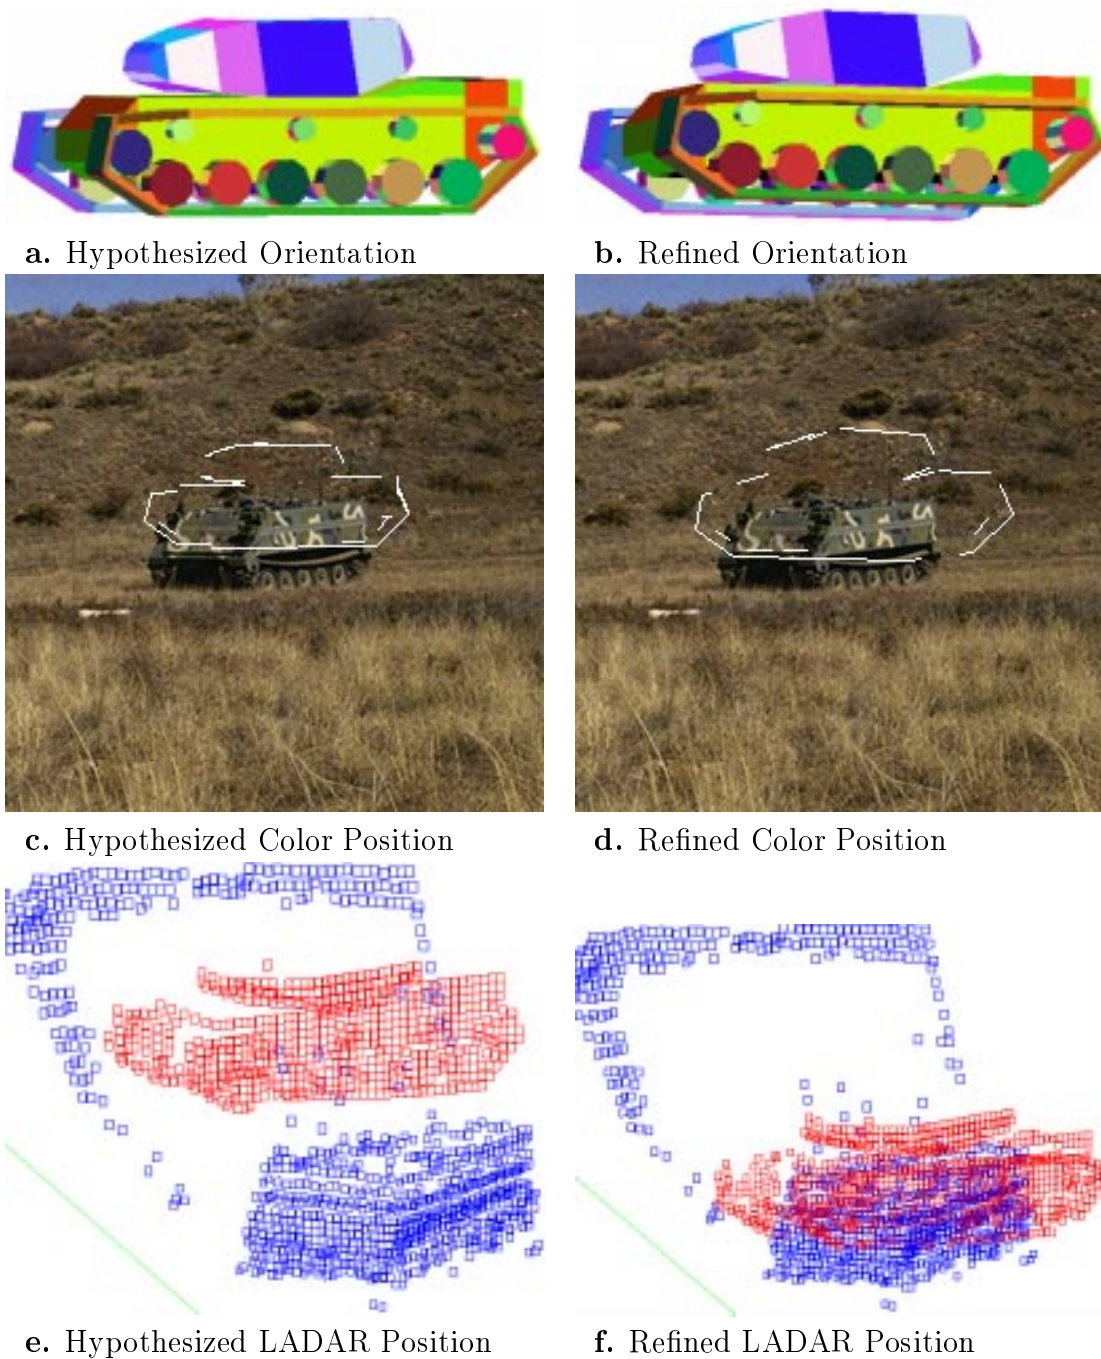 a. Hypothesized Orientation
b. Refined Orientation
c. Hypothesized Color Position
d. Refined Color Position
e. Hypothesized LADAR Position
f. Refined LADAR Position